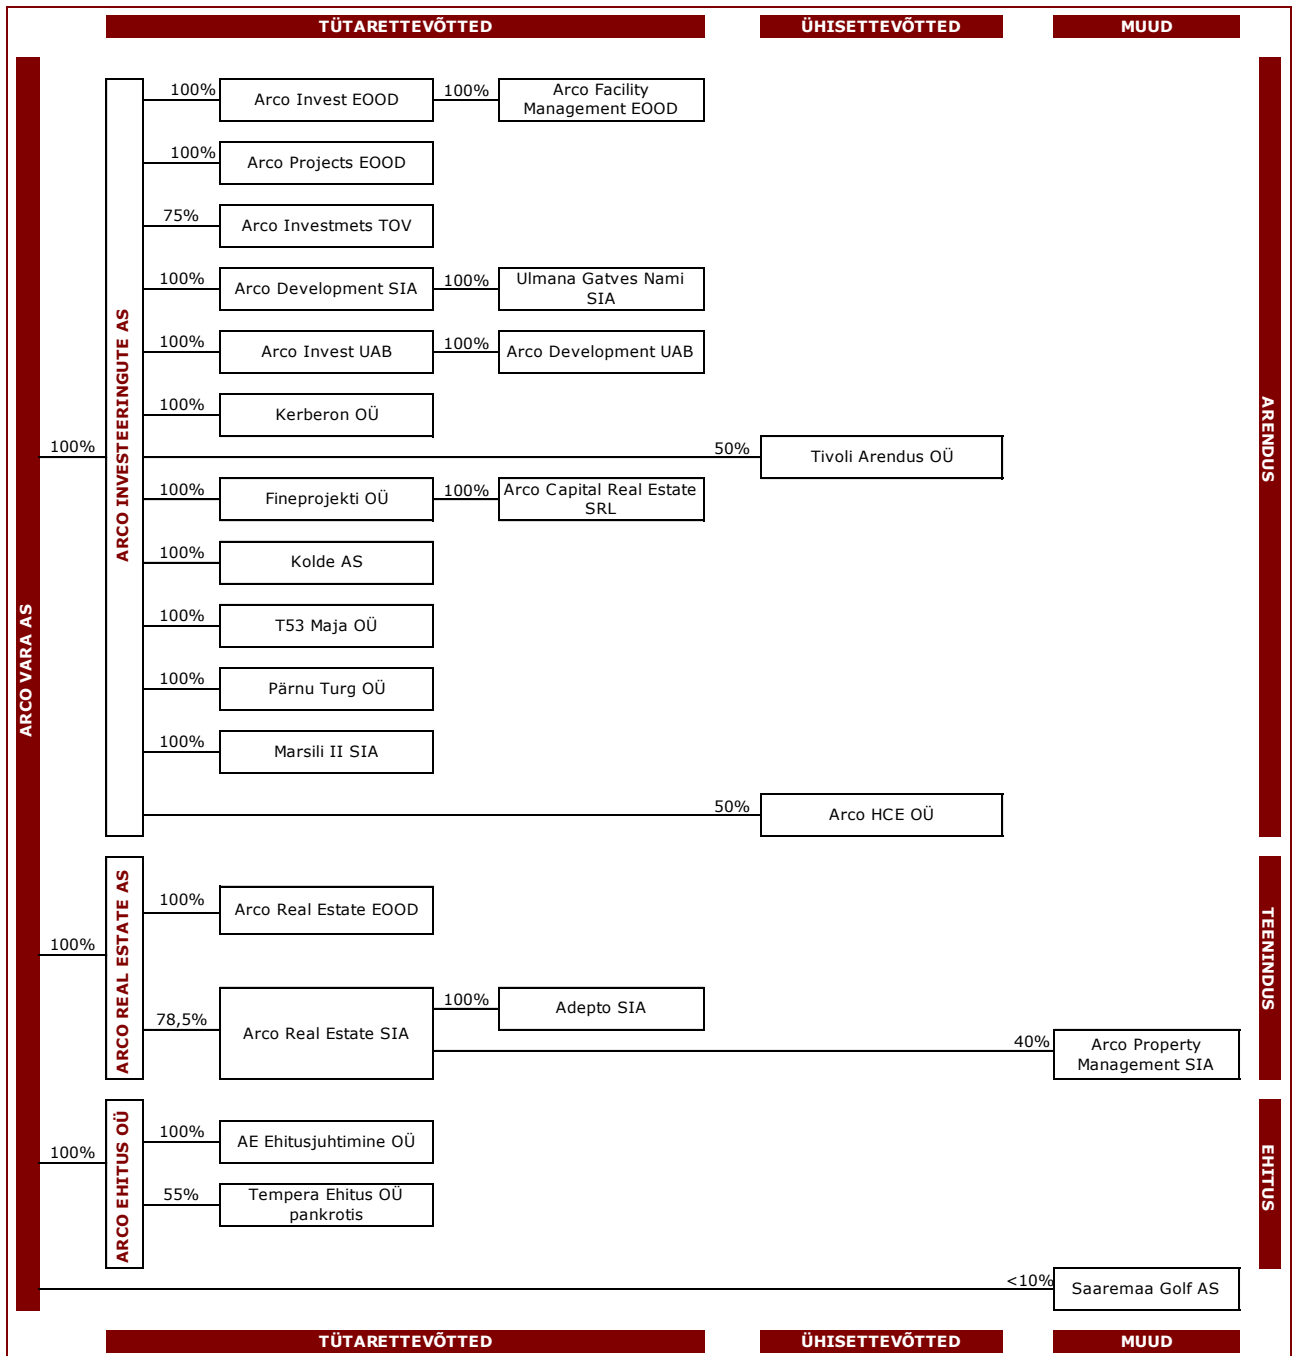 TÜTARETTEVÕTTED
ÜHISETTEVÕTTED
MUUD
ARCO VARA AS
100%
ARCO INVESTEERINGUTE AS
100%
Arco Invest EOOD
100%
Arco Facility
Management EOOD
100%
Arco Projects EOOD
75%
Arco Investmets TOV
100%
Arco Development SIA
100%
Ulmana Gatves Nami
SIA
100%
Arco Invest UAB
100%
Arco Development UAB
100%
Kerberon OÜ
50%
Tivoli Arendus OÜ
100%
Fineprojekti OÜ
100%
Arco Capital Real Estate
SRL
100%
Kolde AS
100%
T53 Maja OÜ
100%
Pärnu Turg OÜ
100%
Marsili II SIA
50%
Arco HCE OÜ
ARENDUS
100%
ARCO REAL ESTATE AS
100%
Arco Real Estate EOOD
78,5%
Arco Real Estate SIA
100%
Adepto SIA
40%
Arco Property
Management SIA
TEENINDUS
100%
ARCO EHITUS OÜ
100%
AE Ehitusjuhtimine OÜ
55%
Tempera Ehitus OÜ
pankrotis
EHITUS
<10%
Saaremaa Golf AS
TÜTARETTEVÕTTED
ÜHISETTEVÕTTED
MUUD